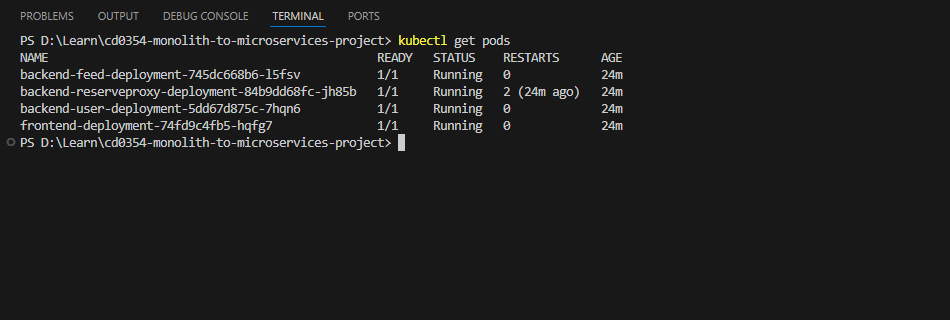 PROBLEMS OUTPUT DEBUG CONSOLE TERMINAL PORTS
PS D:\Learn\cd0354-monolith-to-microservices-project> kubectl get pods
NAME READY STATUS RESTARTS AGE
backend-feed-deployment-745dc668b6-l5fsv 1/1 Running 0 24m
backend-reserveproxy-deployment-84b9dd68fc-jh85b 1/1 Running 2 (24m ago) 24m
backend-user-deployment-5dd67d875c-7hqn6 1/1 Running 0 24m
frontend-deployment-74fd9c4fb5-hqfg7 1/1 Running 0 24m
PS D:\Learn\cd0354-monolith-to-microservices-project>